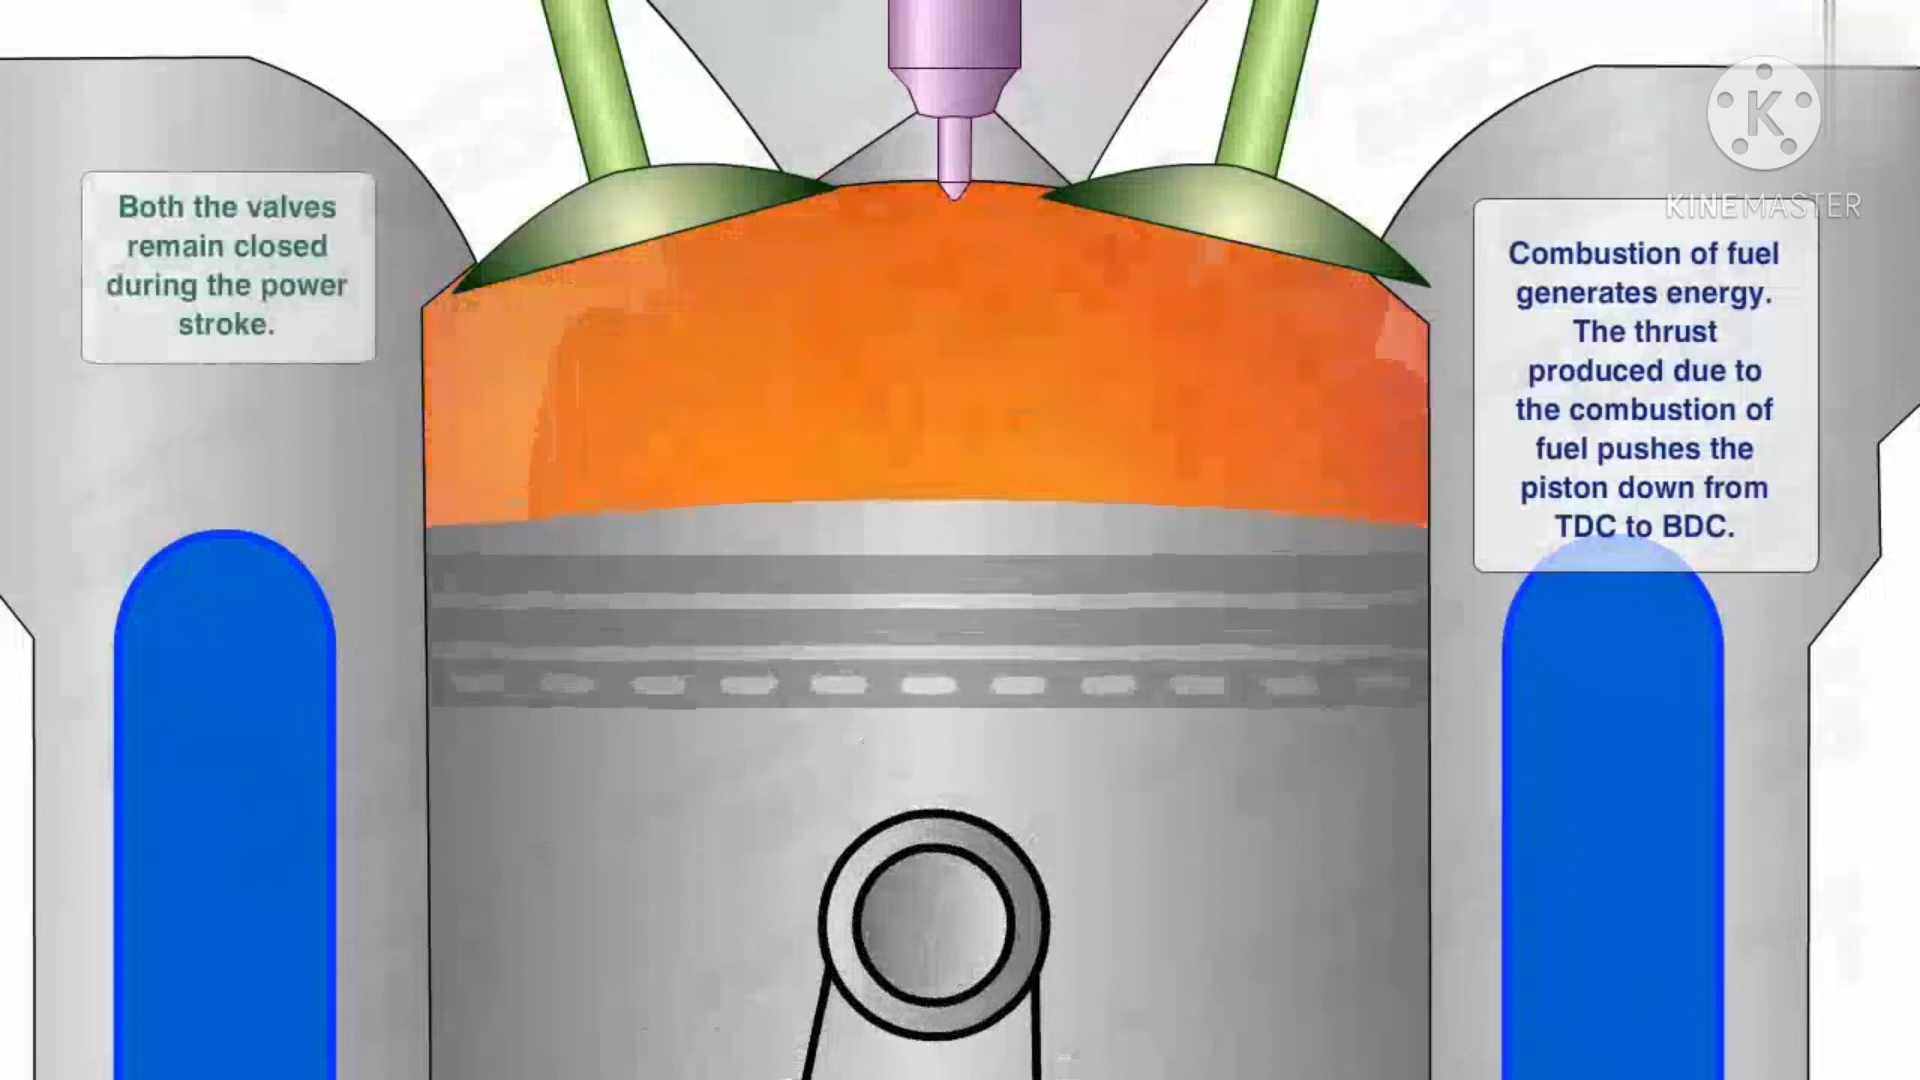 Both the valves
remain closed
during the power
stroke.
K
KINEMASTER
Combustion of fuel
generates energy.
The thrust
produced due to
the combustion of
fuel pushes the
piston down from
TDC to BDC.